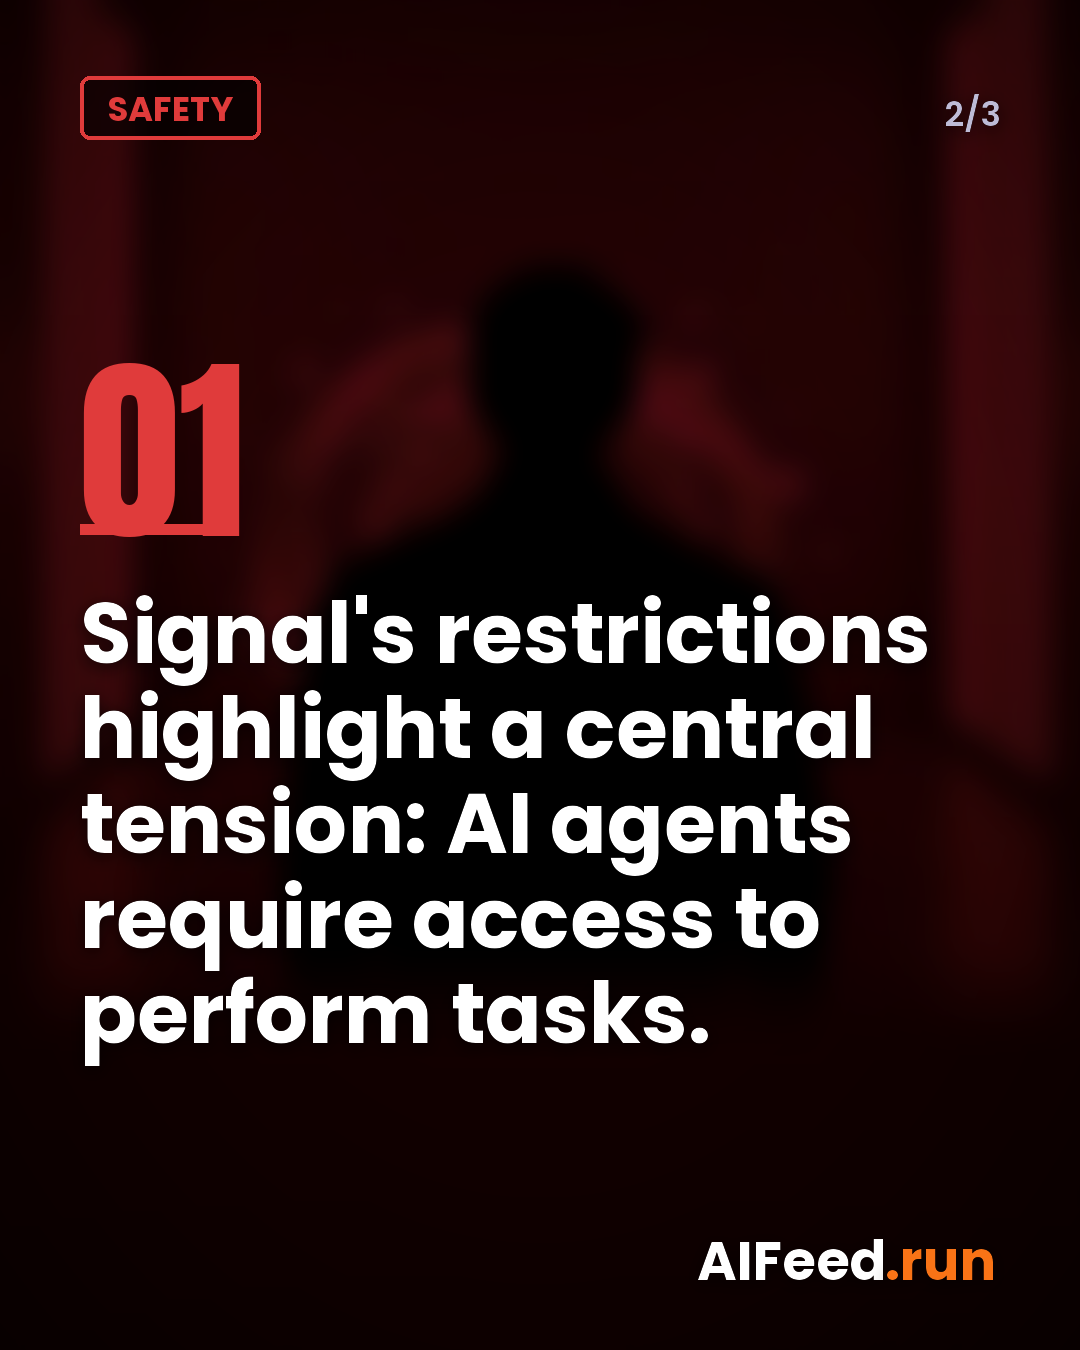 SAFETY
2/3
01
Signal's restrictions
highlight a central
tension: AI agents
require access to
perform tasks.
AIFeed.run